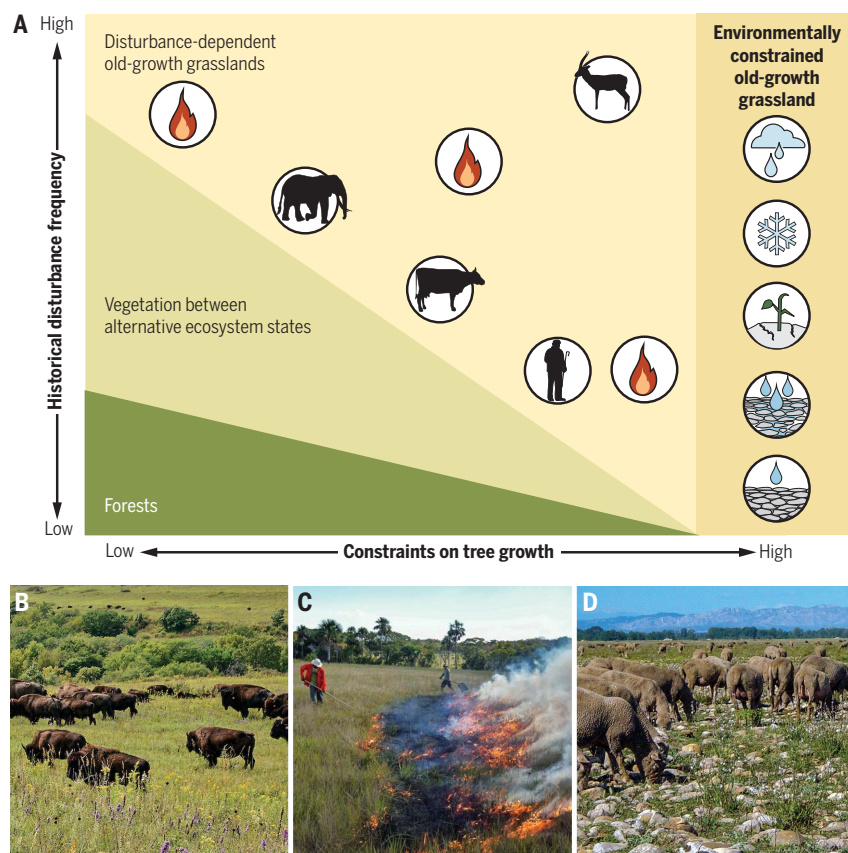 A
High
Disturbance-dependent
old-growth grasslands
Environmentally
constrained
old-growth
grassland
Historical disturbance frequency
Vegetation between
alternative ecosystem states
Forests
Low
Low
Constraints on tree growth
High
B
C
D